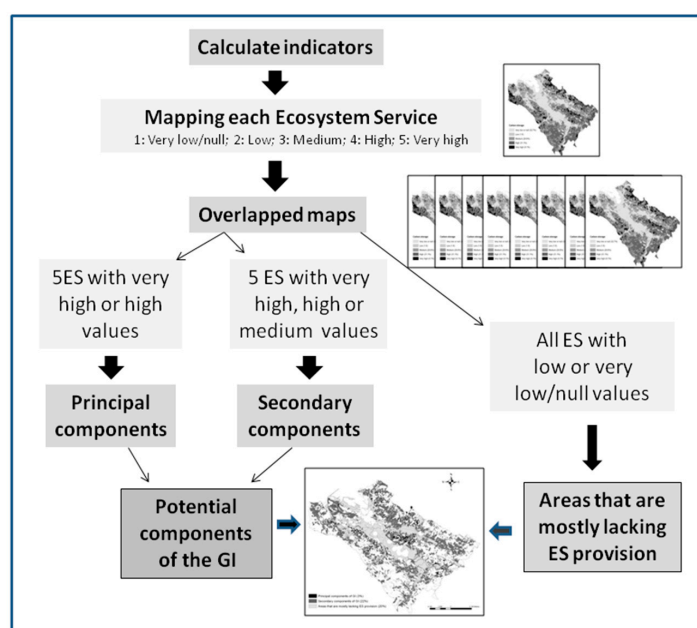 Calculate indicators
Mapping each Ecosystem Service
1: Very low/null; 2: Low; 3: Medium; 4: High; 5: Very high
Overlapped maps
5ES with very
high or high
values
5 ES with very
high, high or
medium values
All ES with
low or very
low/null values
Principal
components
Secondary
components
Potential
components
of the GI
Areas that are
mostly lacking
ES provision